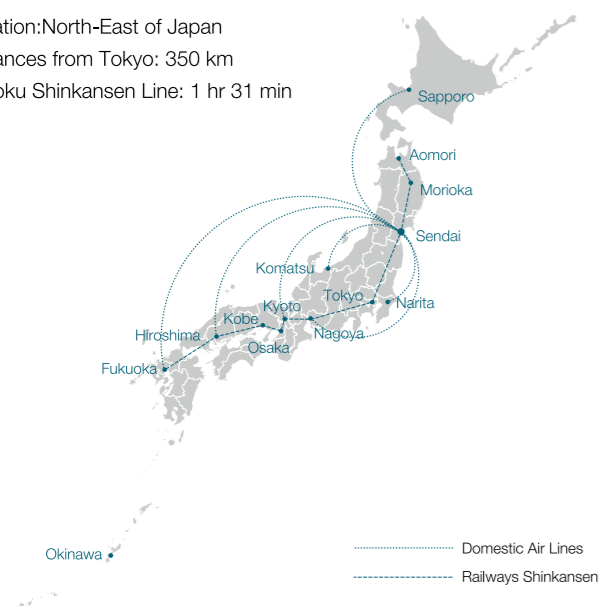 ation:North-East of Japan
ances from Tokyo: 350 km
oku Shinkansen Line: 1 hr 31 min
Sapporo
Aomori
Morioka
Sendai
Komatsu
Tokyo
Narita
Kyoto
Kobe
Hiroshima
Nagoya
Osaka
Fukuoka
Okinawa
Domestic Air Lines
Railways Shinkansen